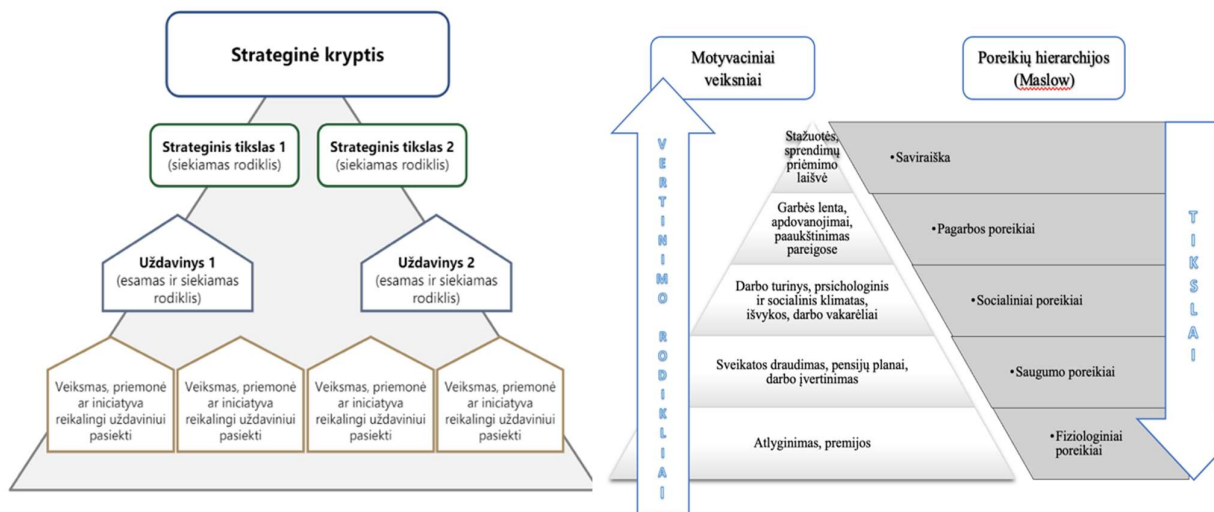 Strateginė kryptis
Strateginis tikslas 1
(siekiamas rodiklis)
Strateginis tikslas 2
(siekiamas rodiklis)
Uždavinys 1
(esamas ir siekiamas
rodiklis)
Uždavinys 2
(esamas ir siekiamas
rodiklis)
Veiksmas, priemonė
ar iniciatyva
reikalingi uždaviniui
pasiekti
Veiksmas, priemonė
ar iniciatyva
reikalingi uždaviniui
pasiekti
Veiksmas, priemonė
ar iniciatyva
reikalingi uždaviniui
pasiekti
Veiksmas, priemonė
ar iniciatyva
reikalingi uždaviniui
pasiekti
Motyvaciniai
veiksniai
Poreikių hierarchijos
(Maslow)
VERTINIMO RODIKLIAI
Stažuotės,
sprendimų
priėmimo
laisvė
Garbės lenta,
apdovanojimai,
paaukštinimas
pareigose
Darbo turinys, prsichologinis
ir socialinis klimatas,
išvykos, darbo vakarėliai
Sveikatos draudimas, pensijų planai,
darbo įvertinimas
Atlyginimas, premijos
•Saviraiška
•Pagarbos poreikiai
•Socialiniai poreikiai
•Saugumo poreikiai
•Fiziologiniai
poreikiai
TIKSLAI